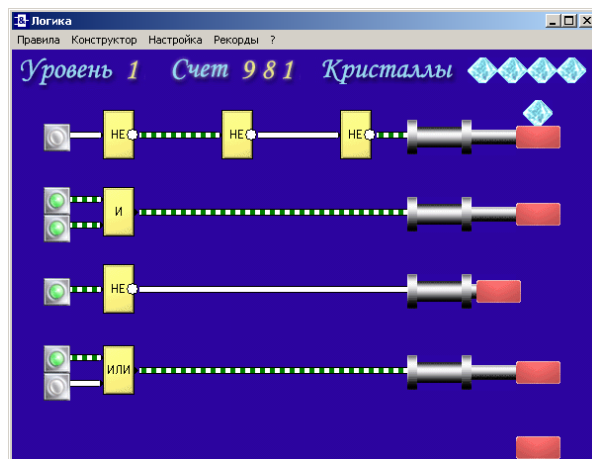 Логика
Правила Конструктор Настройка Рекорды ?
Уровень 1 Счет 981 Кристаллы
НЕ НЕ НЕ
И
НЕ
ИЛИ